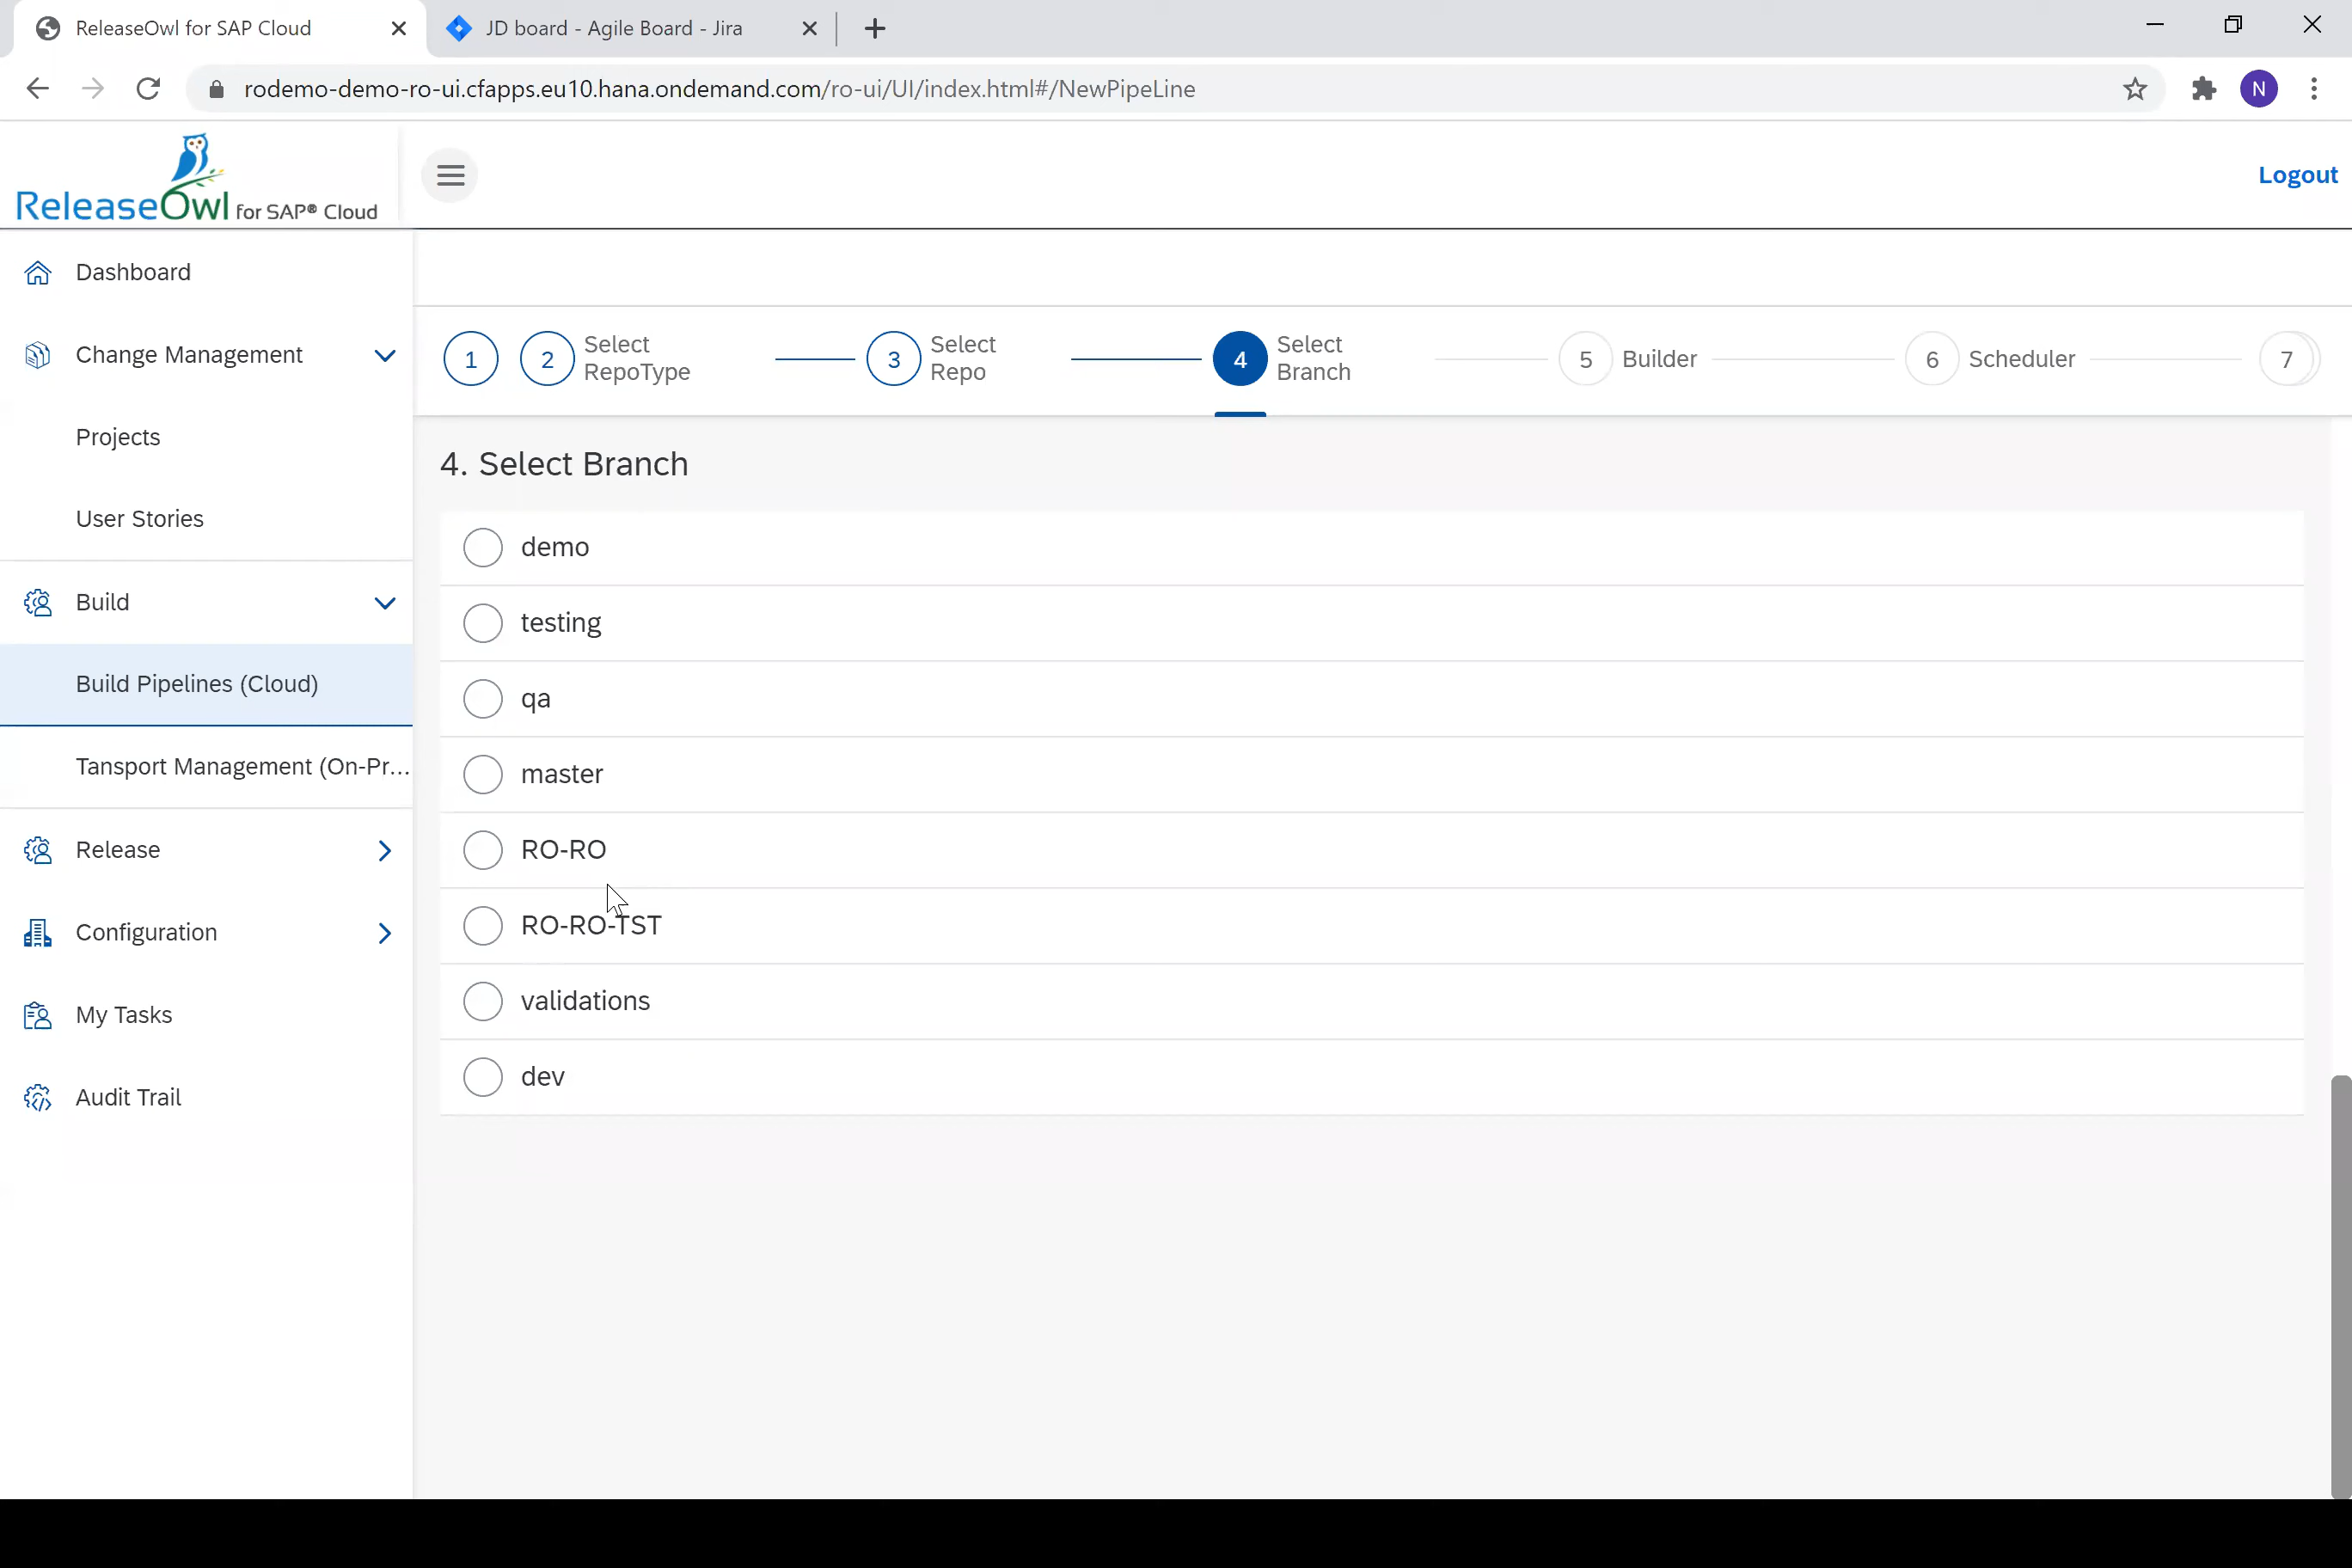 ReleaseOwl for SAP Cloud
JD board - Agile Board - Jira
rodemo-demo-ro-ui.cfapps.eu10.hana.ondemand.com/ro-ui/UI/index.html#/NewPipeLine
N
ReleaseOwl for SAP® Cloud
Logout
Dashboard
Change Management
Projects
User Stories
Build
Build Pipelines (Cloud)
Tansport Management (On-Pr...
Release
Configuration
My Tasks
Audit Trail
1
2 Select
RepoType
3 Select
Repo
4 Select
Branch
5 Builder
6 Scheduler
7
4. Select Branch
demo
testing
qa
master
RO-RO
RO-RO-TST
validations
dev